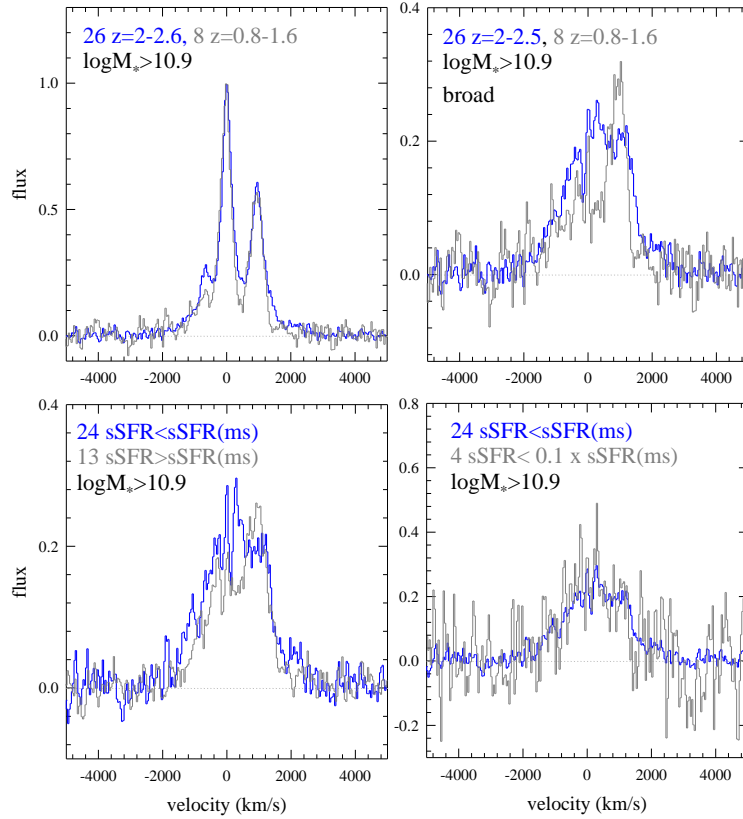 26 z=2-2.6, 8 z=0.8-1.6
logM*>10.9
flux
1.0
0.5
0.0
-4000 -2000 0 2000 4000
26 z=2-2.5, 8 z=0.8-1.6
logM*>10.9
broad
0.4
0.2
0.0
-4000 -2000 0 2000 4000
24 sSFR<sSFR(ms)
13 sSFR>sSFR(ms)
logM*>10.9
flux
0.4
0.2
0.0
-4000 -2000 0 2000 4000
velocity (km/s)
24 sSFR<sSFR(ms)
4 sSFR< 0.1 x sSFR(ms)
logM*>10.9
0.8
0.6
0.4
0.2
0.0
-0.2
-4000 -2000 0 2000 4000
velocity (km/s)